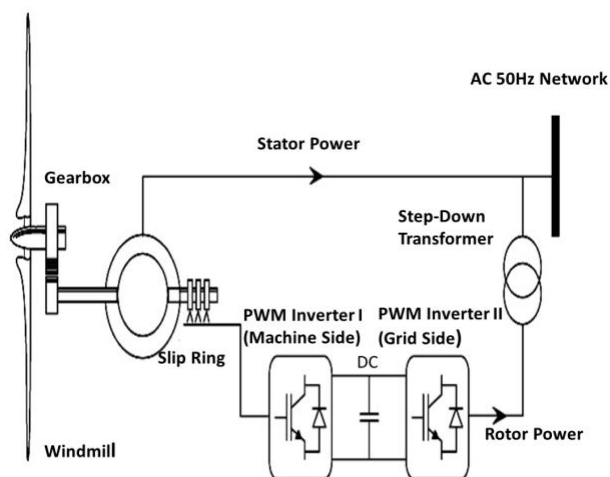 AC 50Hz Network
Stator Power
Gearbox
Step-Down
Transformer
PWM Inverter I
(Machine Side)
PWM Inverter II
(Grid Side)
Slip Ring
DC
Rotor Power
Windmill